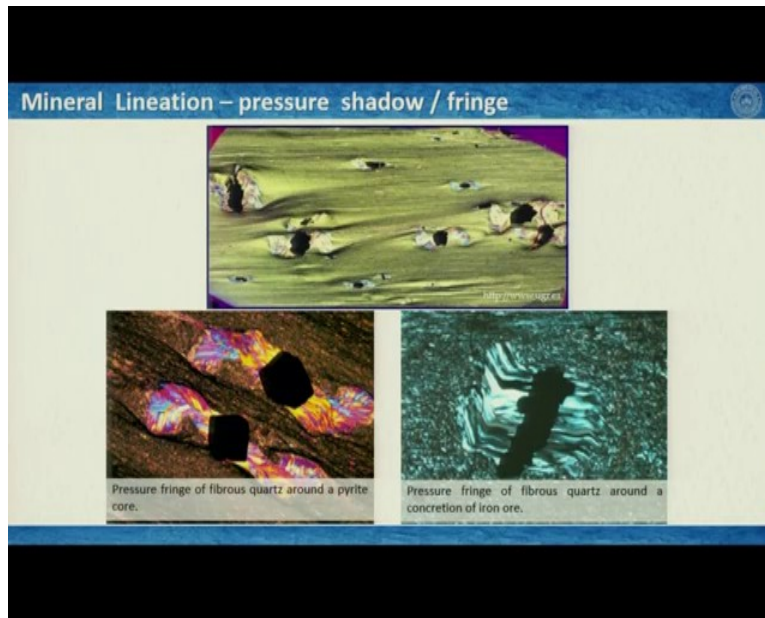 Mineral Lineation – pressure shadow / fringe
Pressure fringe of fibrous quartz around a pyrite
core.
Pressure fringe of fibrous quartz around a
concretion of iron ore.